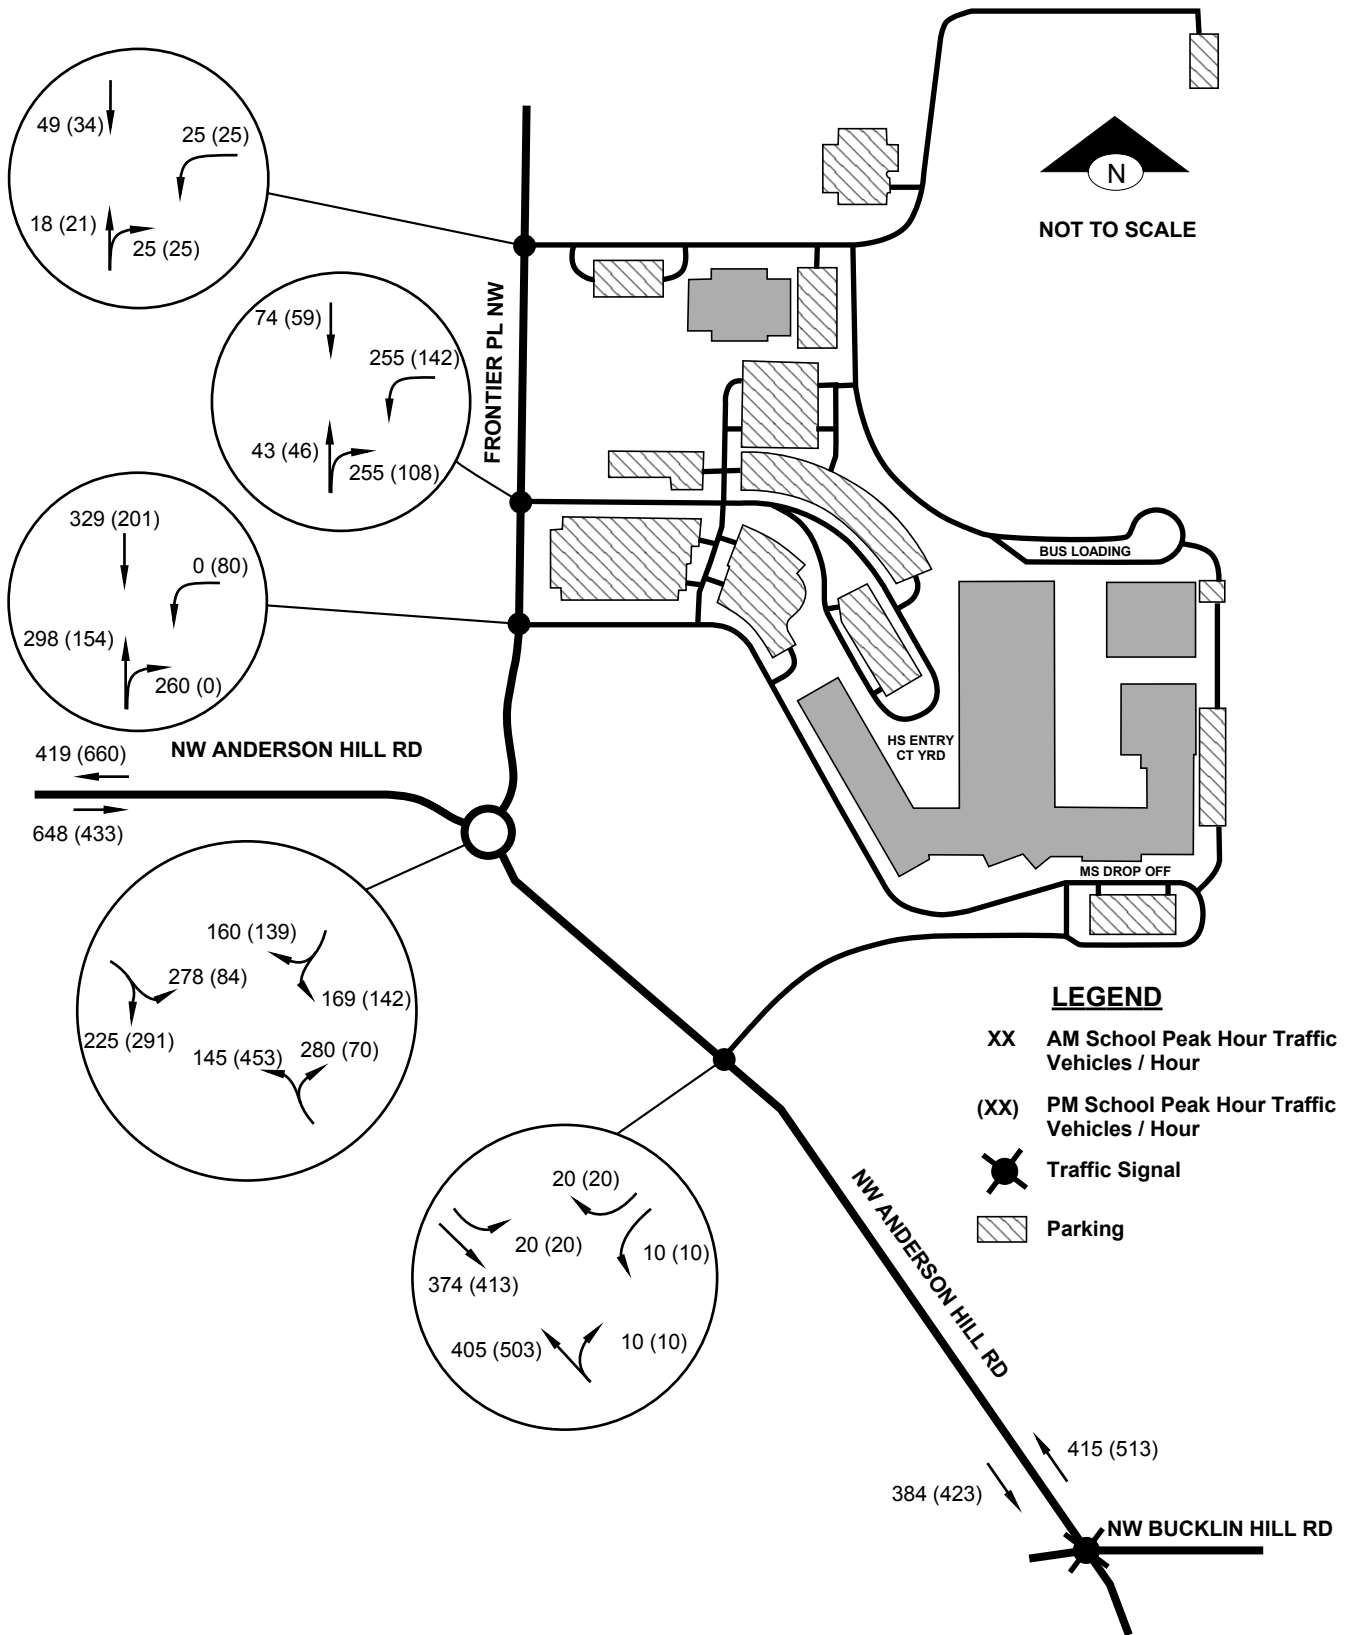 49 (34)
25 (25)
18 (21)
25 (25)
N
NOT TO SCALE
FRONTIER PL NW
74 (59)
255 (142)
43 (46)
255 (108)
329 (201)
0 (80)
298 (154)
260 (0)
BUS LOADING
HS ENTRY
CT YRD
MS DROP OFF
419 (660)
NW ANDERSON HILL RD
648 (433)
160 (139)
278 (84)
169 (142)
225 (291)
145 (453)
280 (70)
20 (20)
20 (20)
10 (10)
374 (413)
405 (503)
10 (10)
LEGEND
XX AM School Peak Hour Traffic
Vehicles / Hour
(XX) PM School Peak Hour Traffic
Vehicles / Hour
Traffic Signal
Parking
NW ANDERSON HILL RD
415 (513)
384 (423)
NW BUCKLIN HILL RD